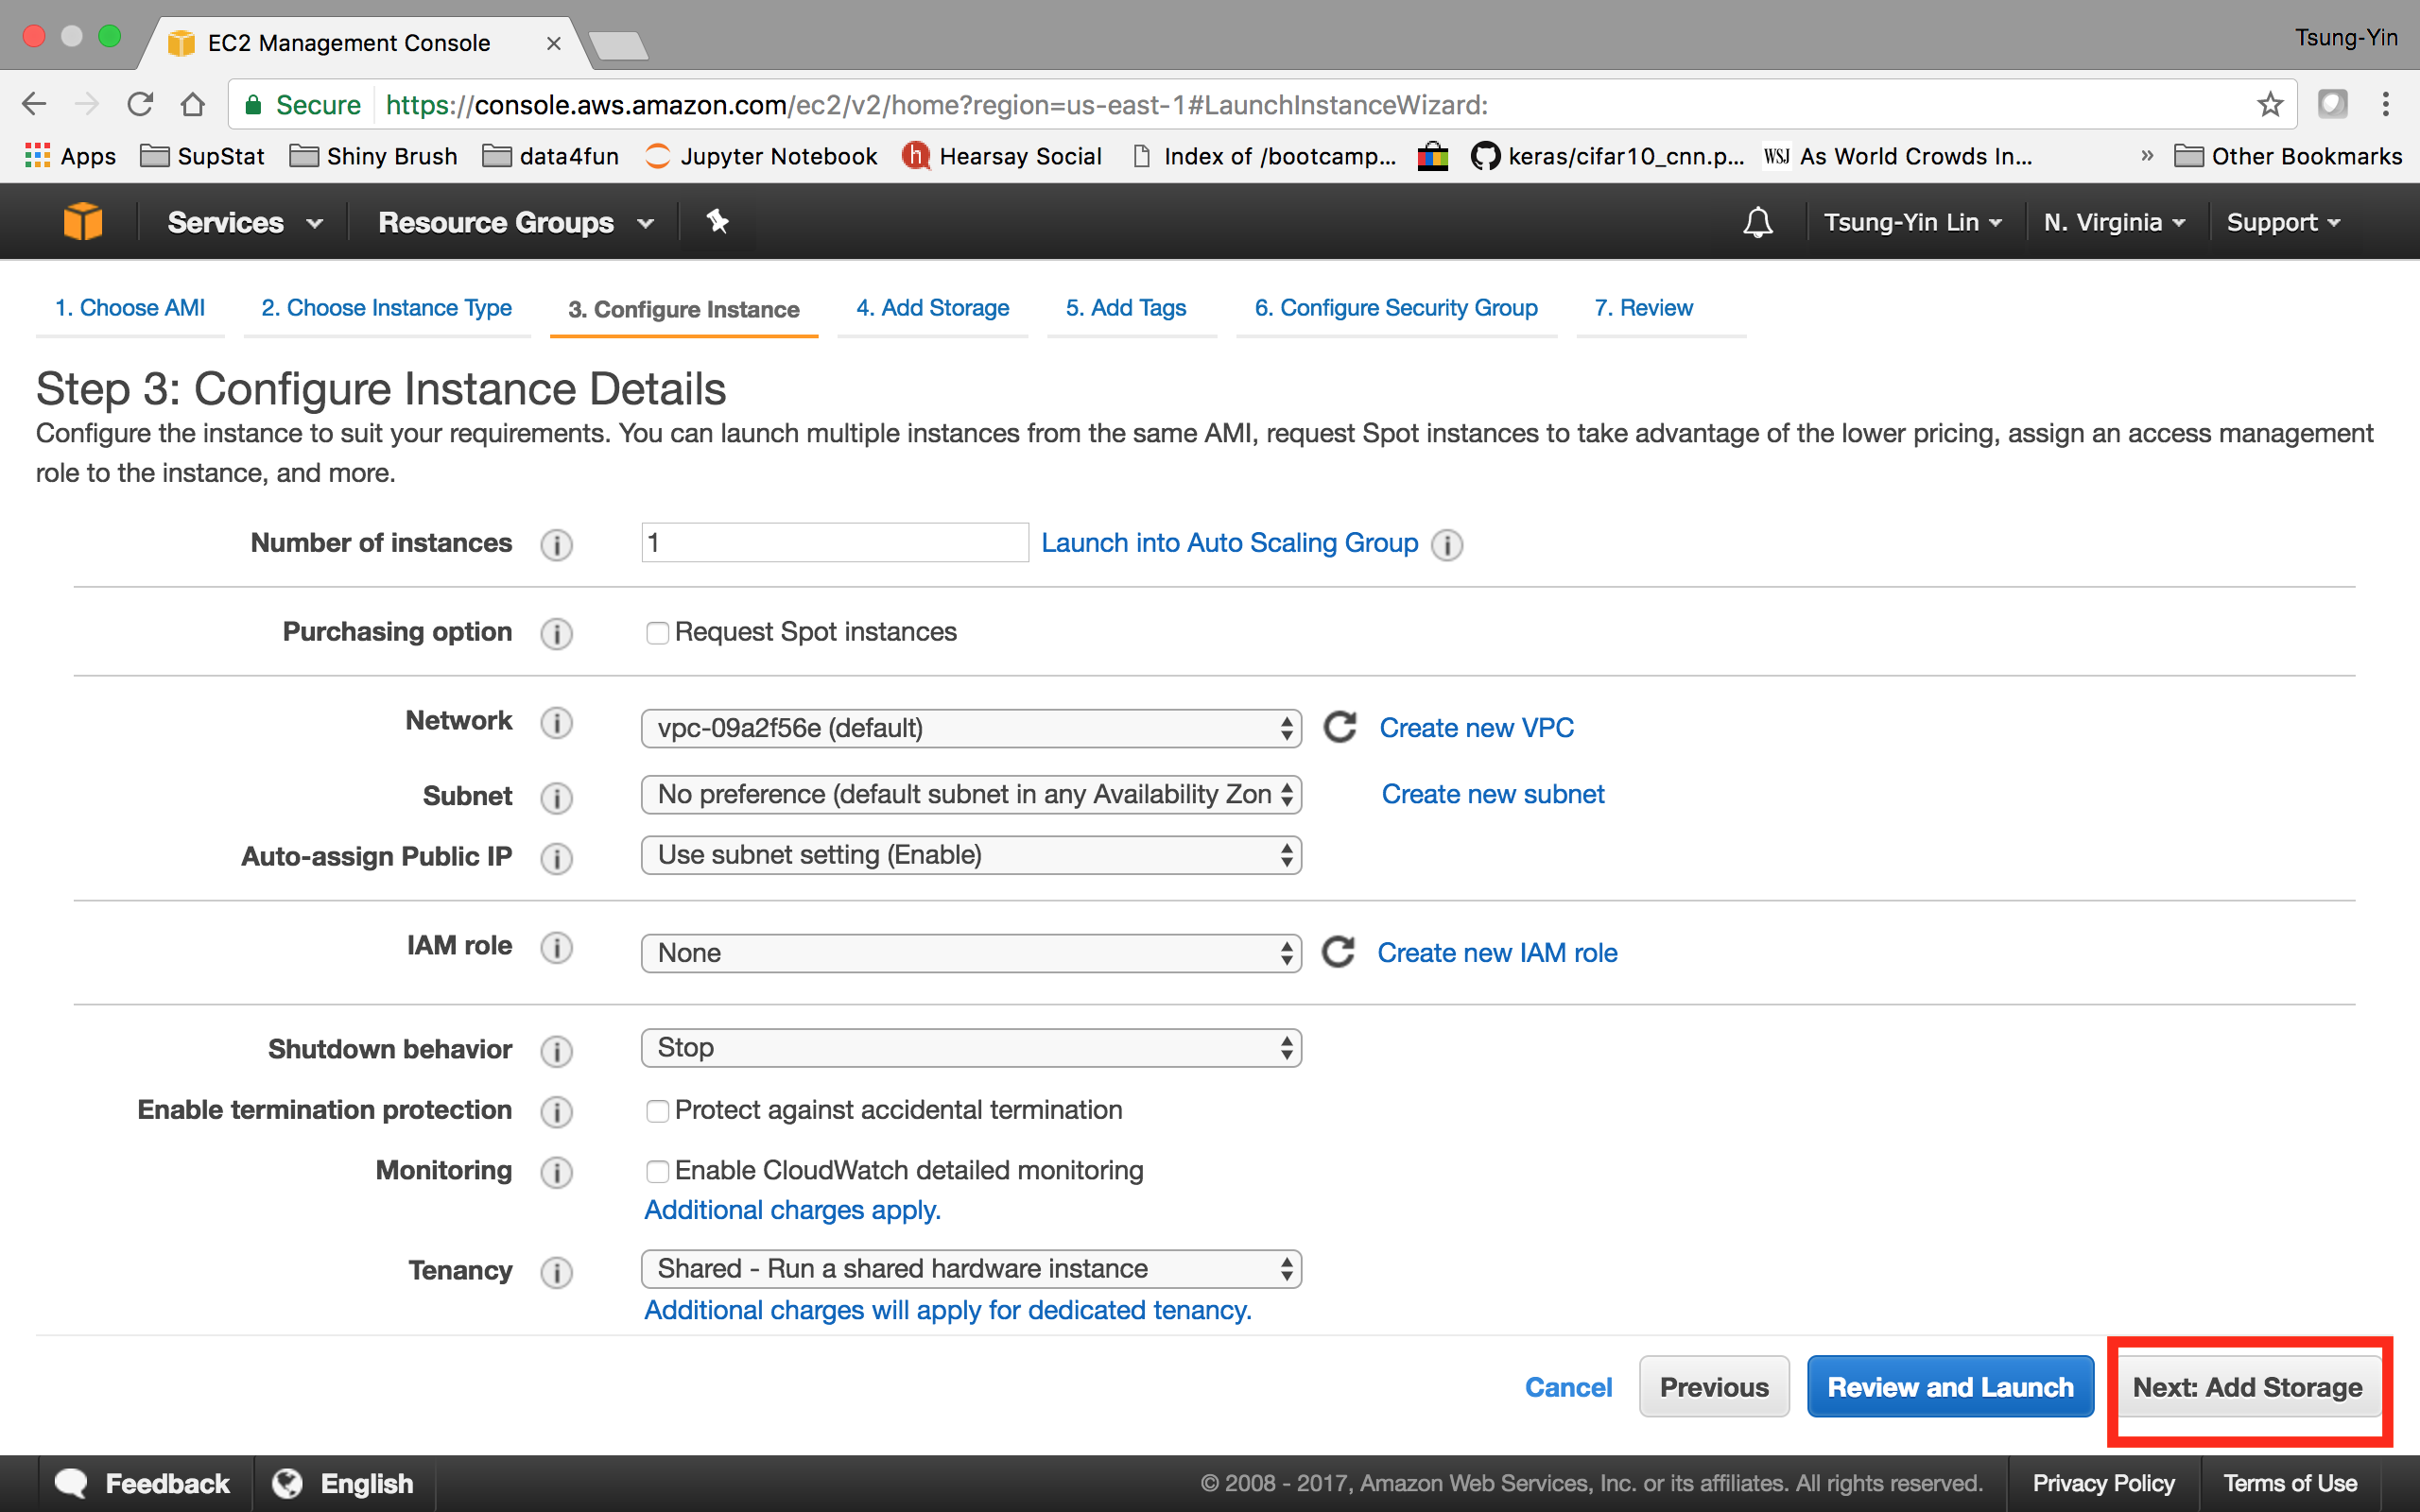 EC2 Management Console
Tsung-Yin
Secure https://console.aws.amazon.com/ec2/v2/home?region=us-east-1#LaunchInstanceWizard:
Apps SupStat Shiny Brush data4fun Jupyter Notebook h Hearsay Social Index of /bootcamp... keras/cifar10_cnn.p... WSJ As World Crowds In... » Other Bookmarks
Services Resource Groups Tsung-Yin Lin N. Virginia Support
1. Choose AMI 2. Choose Instance Type 3. Configure Instance 4. Add Storage 5. Add Tags 6. Configure Security Group 7. Review
Step 3: Configure Instance Details
Configure the instance to suit your requirements. You can launch multiple instances from the same AMI, request Spot instances to take advantage of the lower pricing, assign an access management
role to the instance, and more.
Number of instances i 1 Launch into Auto Scaling Group i
Purchasing option i Request Spot instances
Network i vpc-09a2f56e (default) Create new VPC
Subnet i No preference (default subnet in any Availability Zon Create new subnet
Auto-assign Public IP i Use subnet setting (Enable)
IAM role i None Create new IAM role
Shutdown behavior i Stop
Enable termination protection i Protect against accidental termination
Monitoring i Enable CloudWatch detailed monitoring
Additional charges apply.
Tenancy i Shared - Run a shared hardware instance
Additional charges will apply for dedicated tenancy.
Cancel Previous Review and Launch Next: Add Storage
Feedback English © 2008 - 2017, Amazon Web Services, Inc. or its affiliates. All rights reserved. Privacy Policy Terms of Use